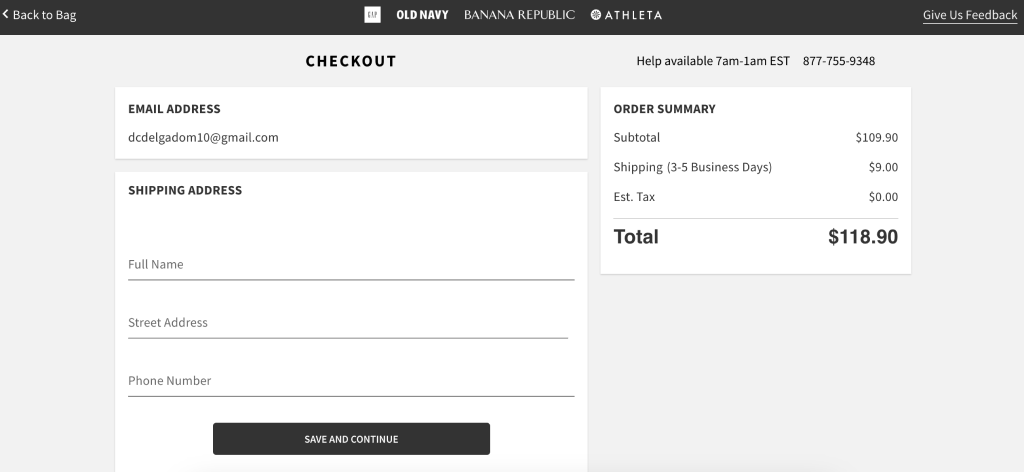 Back to Bag
GAP OLD NAVY BANANA REPUBLIC ATHLETA
Give Us Feedback
CHECKOUT
Help available 7am-1am EST 877-755-9348
EMAIL ADDRESS
dcdelgadom10@gmail.com
SHIPPING ADDRESS
Full Name
Street Address
Phone Number
SAVE AND CONTINUE
ORDER SUMMARY
Subtotal $109.90
Shipping (3-5 Business Days) $9.00
Est. Tax $0.00
Total $118.90